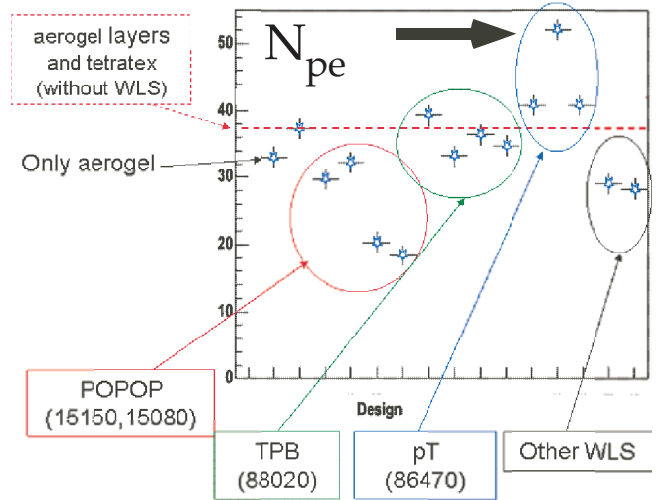 aerogel layers
and tetratex
(without WLS)
Only aerogel
N pe
50
40
30
20
10
0
Design
POPOP
(15150,15080)
TPB
(88020)
pT
(86470)
Other WLS